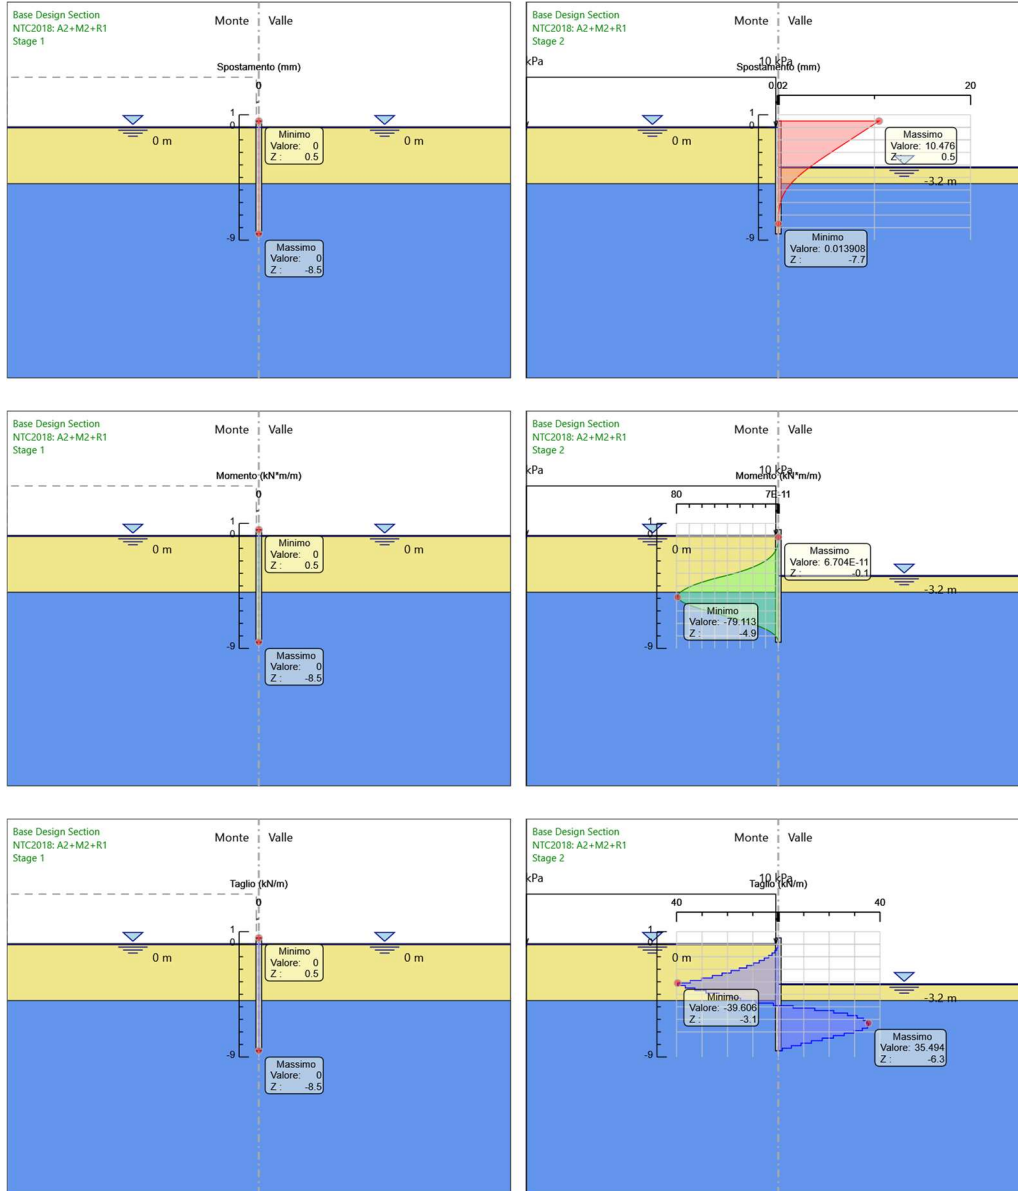 Base Design Section
NTC2018: A2+M2+R1
Stage 1
Monte Valle
Spostamento (mm)
0
1
0
-9
0 m
0 m
Minimo
Valore: 0
Z : 0.5
Massimo
Valore: 0
Z : -8.5
Base Design Section
NTC2018: A2+M2+R1
Stage 2
Monte Valle
kPa
10 kPa
Spostamento (mm)
0.02
20
1
0
-9
0 m
Massimo
Valore: 10.476
Z : 0.5
-3.2 m
Minimo
Valore: 0.013908
Z : -7.7
Base Design Section
NTC2018: A2+M2+R1
Stage 1
Monte Valle
Momento (kN*m/m)
0
1
0
-9
0 m
0 m
Minimo
Valore: 0
Z : 0.5
Massimo
Valore: 0
Z : -8.5
Base Design Section
NTC2018: A2+M2+R1
Stage 2
Monte Valle
kPa
10 kPa
Momento (kN*m/m)
80
7E-11
1
0
-9
0 m
Massimo
Valore: 6.704E-11
Z : -0.1
-3.2 m
Minimo
Valore: -79.113
Z : -4.9
Base Design Section
NTC2018: A2+M2+R1
Stage 1
Monte Valle
Taglio (kN/m)
0
1
0
-9
0 m
0 m
Minimo
Valore: 0
Z : 0.5
Massimo
Valore: 0
Z : -8.5
Base Design Section
NTC2018: A2+M2+R1
Stage 2
Monte Valle
kPa
10 kPa
Taglio (kN/m)
40
40
1
0
-9
0 m
Minimo
Valore: -39.606
Z : -3.1
-3.2 m
Massimo
Valore: 35.494
Z : -6.3